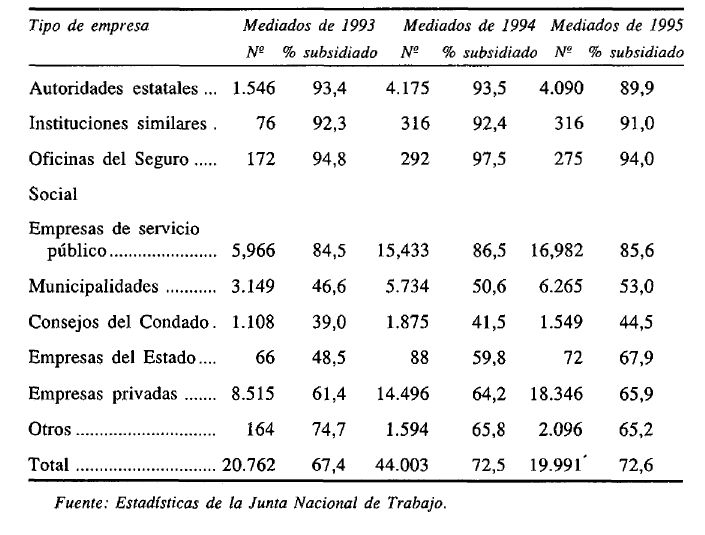 Tipo de empresa Mediados de 1993 Mediados de 1994 Mediados de 1995
Nº % subsidiado Nº % subsidiado Nº % subsidiado
Autoridades estatales ... 1.546 93,4 4.175 93,5 4.090 89,9
Instituciones similares . 76 92,3 316 92,4 316 91,0
Oficinas del Seguro ..... 172 94,8 292 97,5 275 94,0
Social
Empresas de servicio
público....................... 5,966 84,5 15,433 86,5 16,982 85,6
Municipalidades ........... 3.149 46,6 5.734 50,6 6.265 53,0
Consejos del Condado . 1.108 39,0 1.875 41,5 1.549 44,5
Empresas del Estado .... 66 48,5 88 59,8 72 67,9
Empresas privadas ....... 8.515 61,4 14.496 64,2 18.346 65,9
Otros .............................. 164 74,7 1.594 65,8 2.096 65,2
Total .............................. 20.762 67,4 44.003 72,5 19.991 72,6
Fuente: Estadísticas de la Junta Nacional de Trabajo.